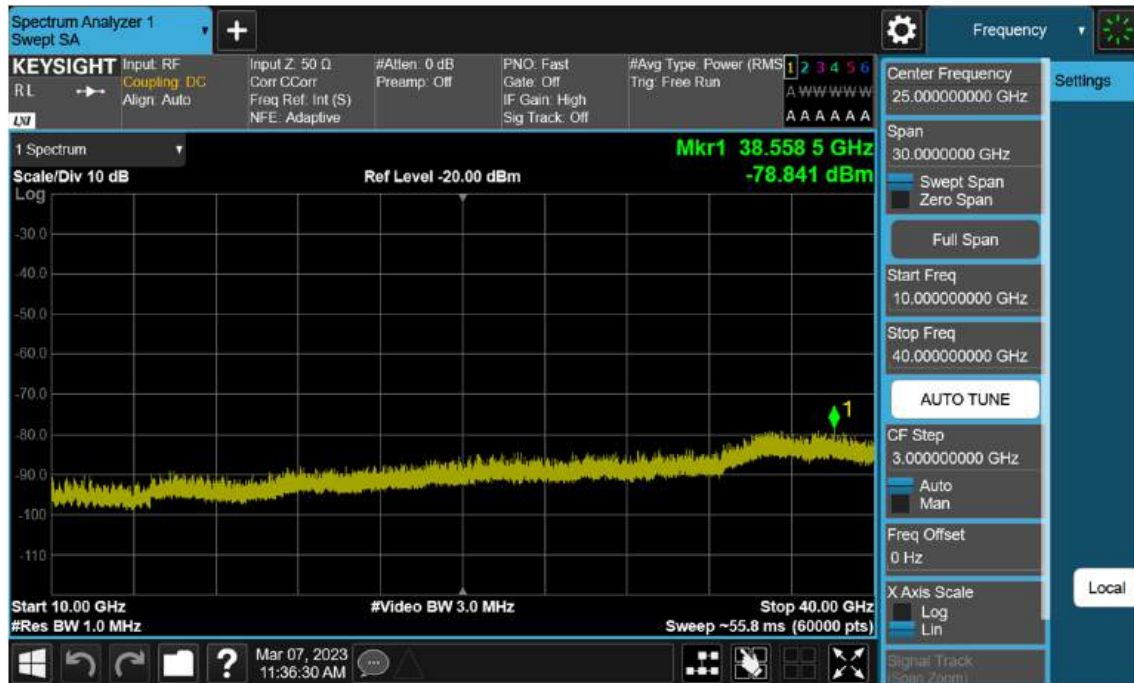 Spectrum Analyzer 1
Swept SA
Frequency
KEYSIGHT
RL
LXI
Input: RF
Coupling: DC
Align: Auto
Input Z: 50 Ω
Corr CCorr
Freq Ref: Int (S)
NFE: Adaptive
#Atten: 0 dB
Preamp: Off
PNO: Fast
Gate: Off
IF Gain: High
Sig Track: Off
#Avg Type: Power (RMS
Trig: Free Run
1 2 3 4 5 6
A W W W W W
A A A A A A
1 Spectrum
Scale/Div 10 dB
Ref Level -20.00 dBm
Mkr1 38.558 5 GHz
-78.841 dBm
Log
-30.0
-40.0
-50.0
-60.0
-70.0
-80.0
-90.0
-100
-110
1
Start 10.00 GHz
#Res BW 1.0 MHz
#Video BW 3.0 MHz
Stop 40.00 GHz
Sweep ~55.8 ms (60000 pts)
Center Frequency
25.000000000 GHz
Span
30.0000000 GHz
Swept Span
Zero Span
Full Span
Start Freq
10.000000000 GHz
Stop Freq
40.000000000 GHz
AUTO TUNE
CF Step
3.000000000 GHz
Auto
Man
Freq Offset
0 Hz
X Axis Scale
Log
Lin
Signal Track
(Span Zoom)
Settings
Local
?
Mar 07, 2023
11:36:30 AM